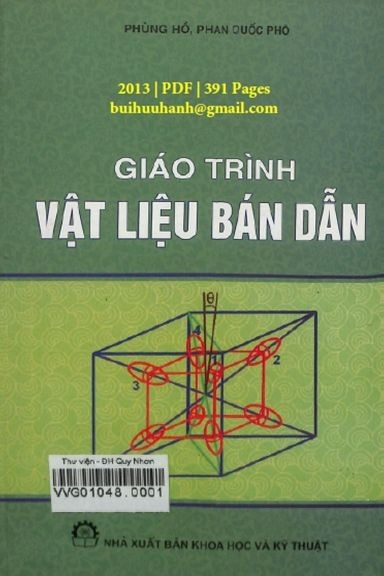 PHÙNG HỒ, PHAN QUỐC PHÔ
2013 | PDF | 391 Pages
buihuuhanh@gmail.com
GIÁO TRÌNH
VẬT LIỆU BÁN DẪN
θ
4
1
2
3
Thư viện - ĐH Quy Nhơn
VVG01048.0001
NHÀ XUẤT BẢN KHOA HỌC VÀ KỸ THUẬT